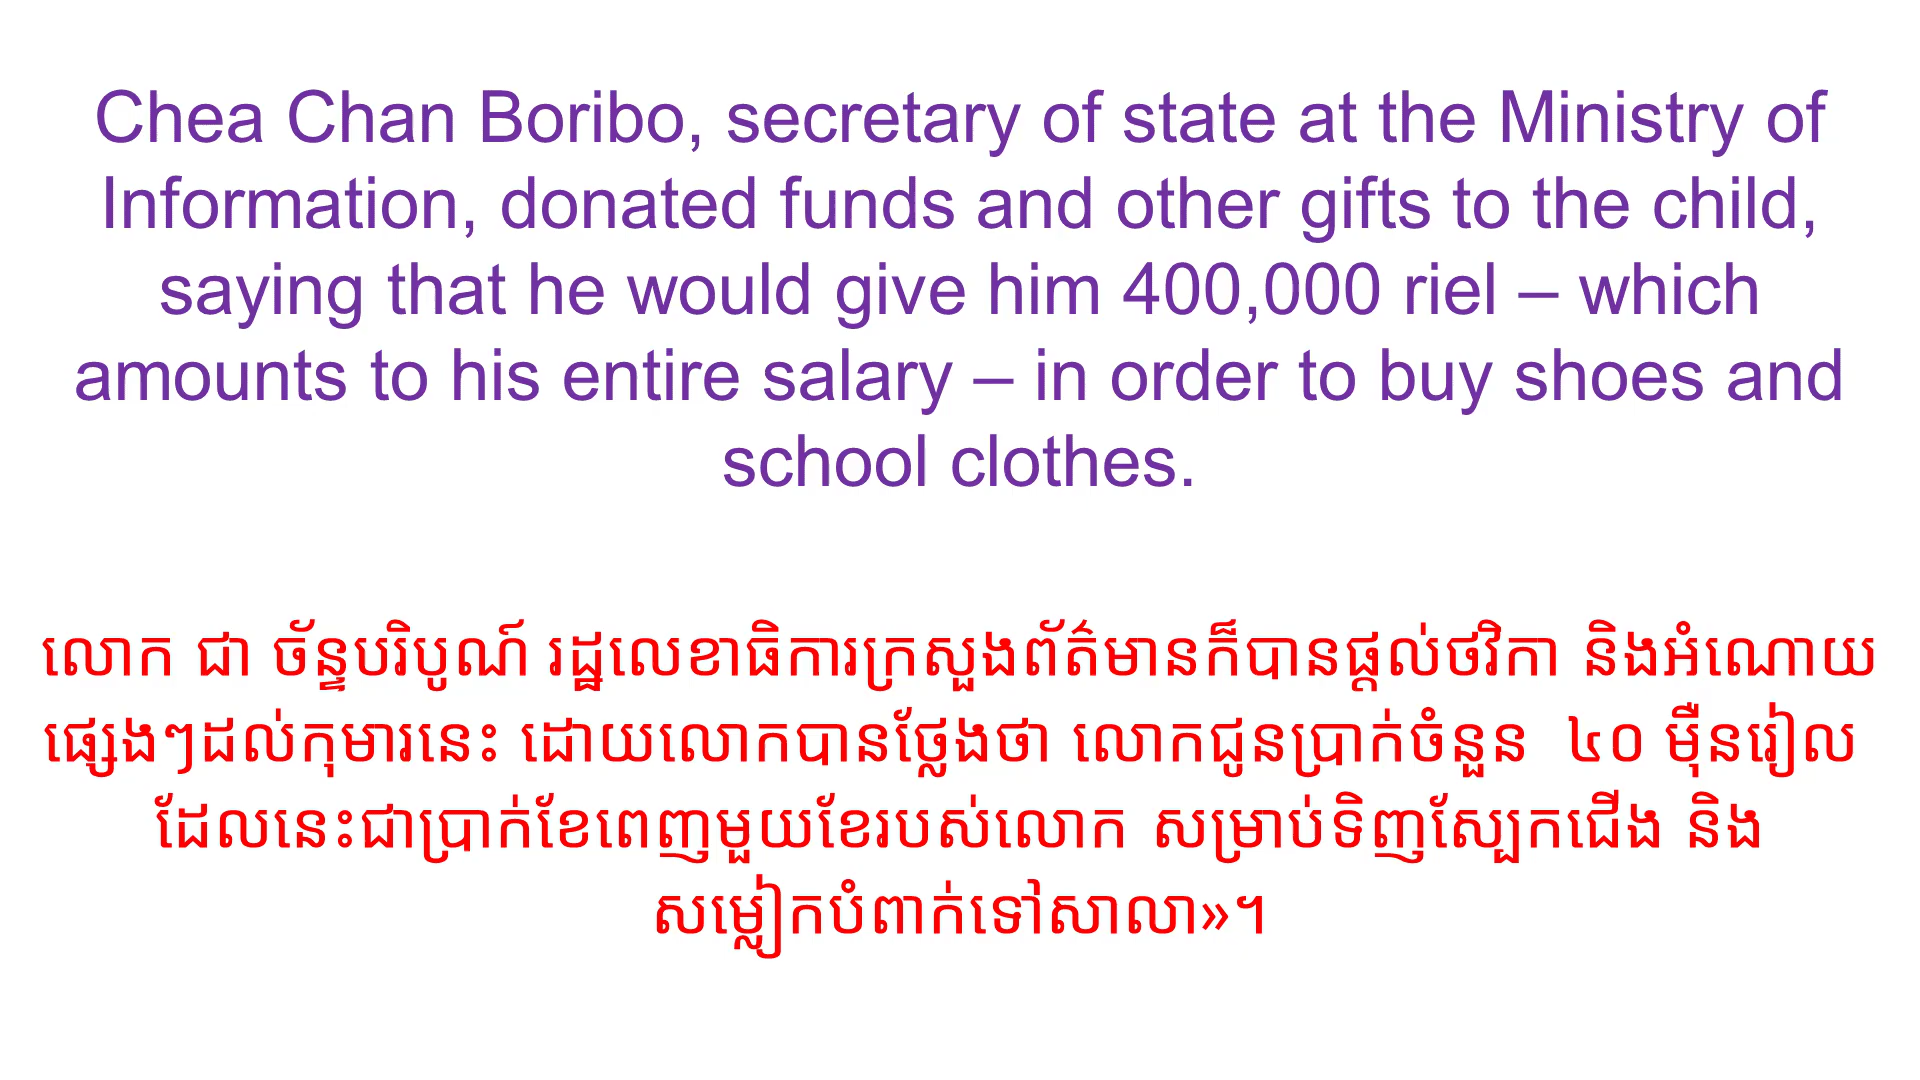 Chea Chan Boribo, secretary of state at the Ministry of
Information, donated funds and other gifts to the child,
saying that he would give him 400,000 riel – which
amounts to his entire salary – in order to buy shoes and
school clothes.
លោក ជា ច័ន្ទបរិបូណ៍ រដ្ឋលេខាធិការក្រសួងព័ត៌មានក៏បានផ្តល់ថវិកា និងអំណោយ
ផ្សេងៗដល់កុមារនេះ ដោយលោកបានថ្លែងថា លោកជូនប្រាក់ចំនួន ៤០ ម៉ឺនរៀល
ដែលនេះជាប្រាក់ខែពេញមួយខែរបស់លោក សម្រាប់ទិញស្បែកជើង និង
សម្លៀកបំពាក់ទៅសាលា»។